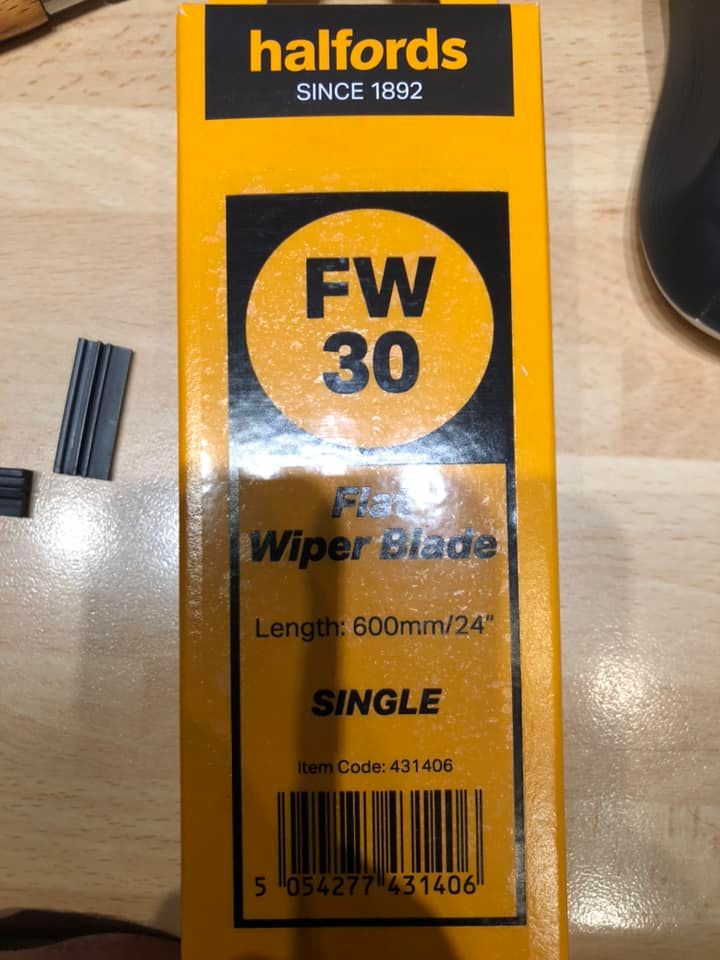 halfords
SINCE 1892
FW
30
Flat
Wiper Blade
Length: 600mm/24"
SINGLE
Item Code: 431406
5 054277 431406